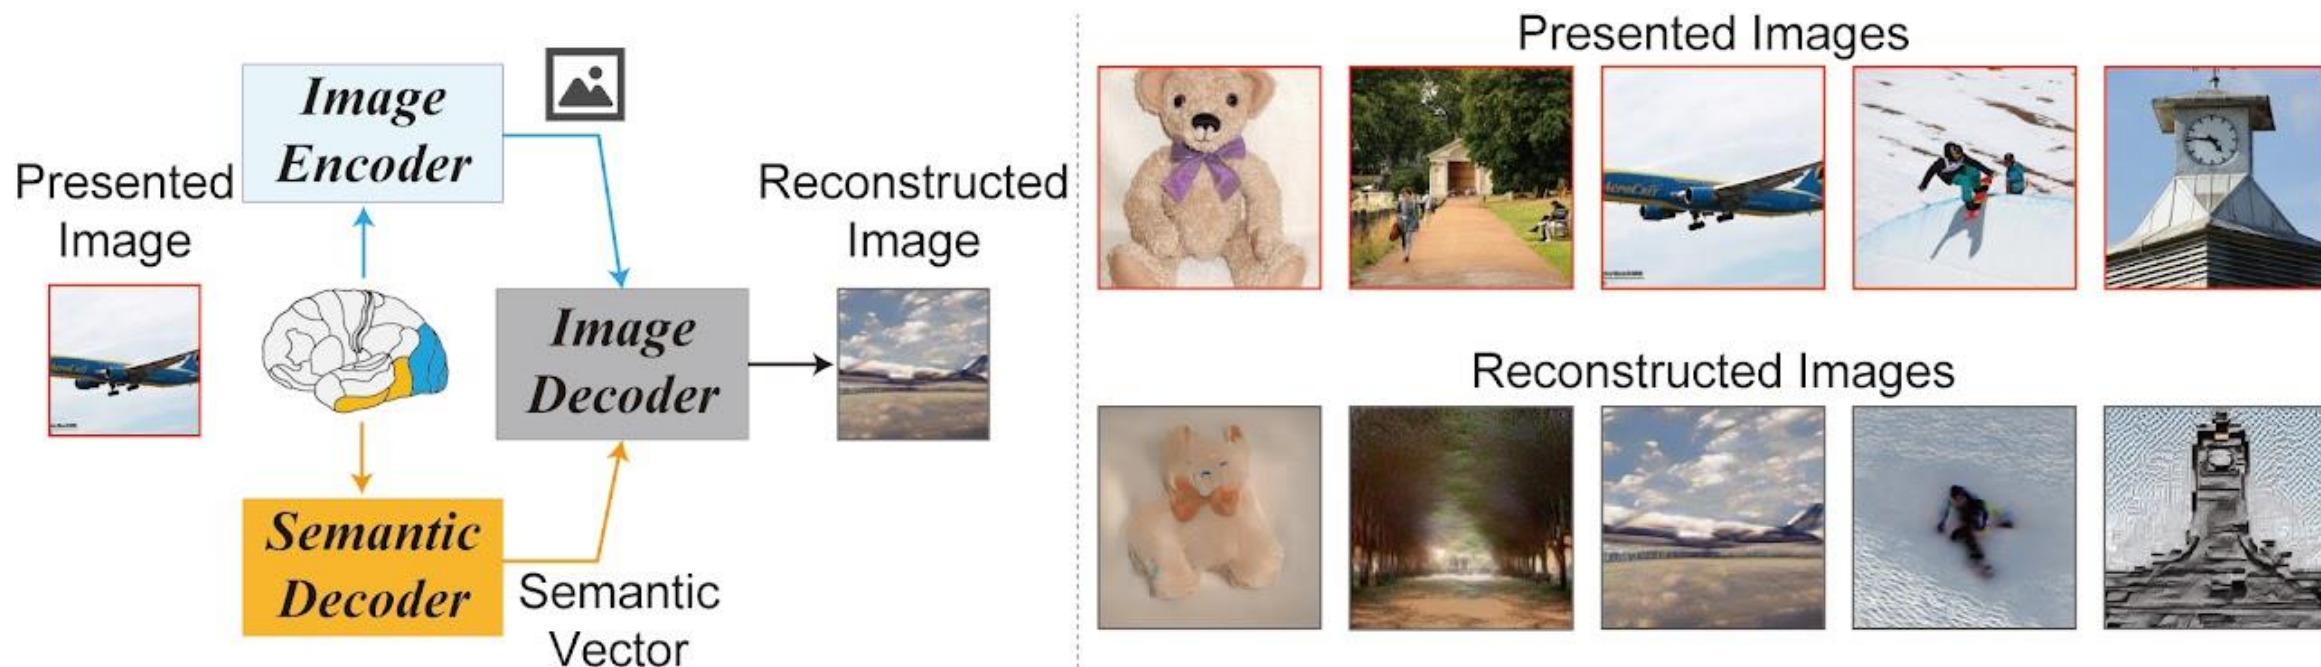 Presented
Image
Image
Encoder
Semantic
Decoder
Semantic
Vector
Image
Decoder
Reconstructed
Image
Presented Images
Reconstructed Images